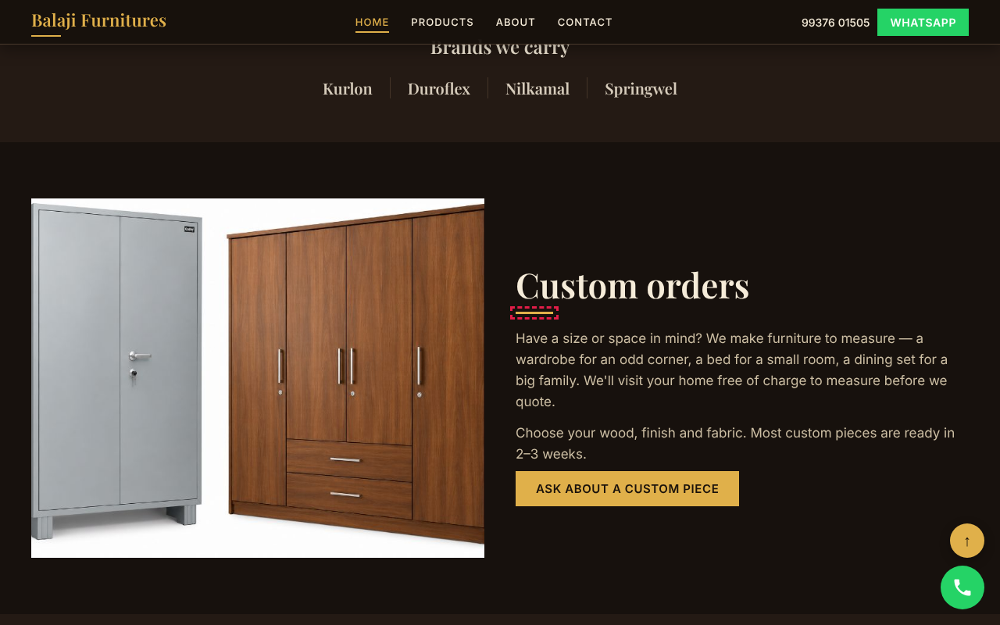 Balaji Furnitures
HOME
PRODUCTS
ABOUT
CONTACT
99376 01505
WHATSAPP
Brands we carry
Kurlon
Duroflex
Nilkamal
Springwel
Custom orders
Have a size or space in mind? We make furniture to measure — a
wardrobe for an odd corner, a bed for a small room, a dining set for a
big family. We'll visit your home free of charge to measure before we
quote.
Choose your wood, finish and fabric. Most custom pieces are ready in
2–3 weeks.
ASK ABOUT A CUSTOM PIECE
↑